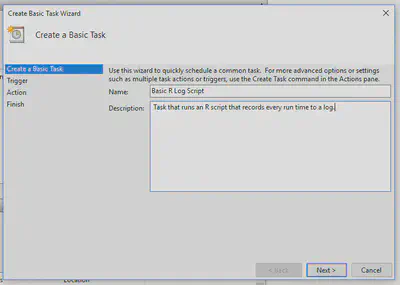 Create Basic Task Wizard
Create a Basic Task
Create a Basic Task
Use this wizard to quickly schedule a common task. For more advanced options or settings
such as multiple task actions or triggers, use the Create Task command in the Actions pane.
Trigger
Name: Basic R Log Script
Action
Description: Task that runs an R script that records every run time to a log.
Finish
< Back Next > Cancel
Location